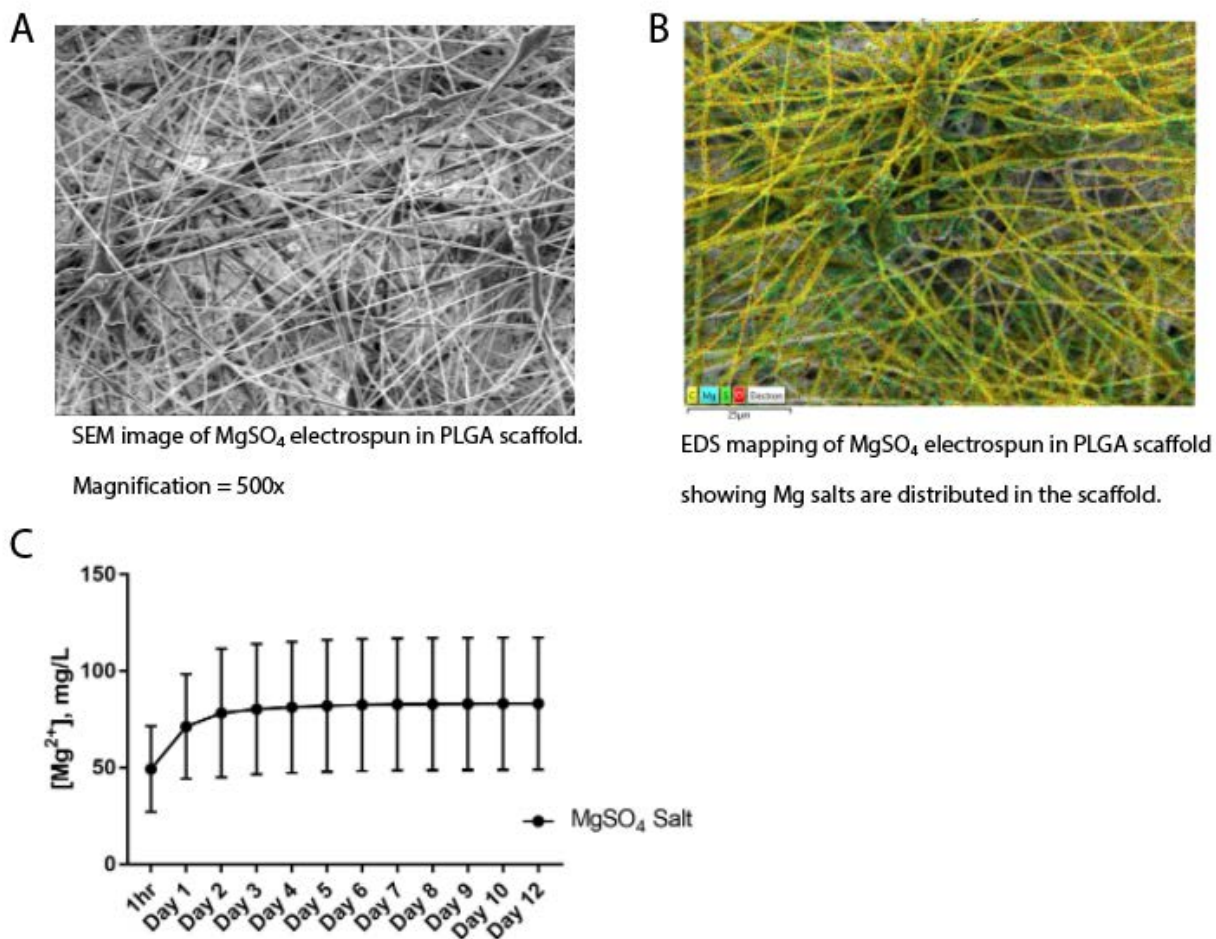 A
B
SEM image of MgSO₄ electrospun in PLGA scaffold.
Magnification = 500x
C Mg S O Electron
25µm
EDS mapping of MgSO₄ electrospun in PLGA scaffold
showing Mg salts are distributed in the scaffold.
C
150
100
50
0
[Mg²⁺], mg/L
MgSO₄ Salt
1hr
Day 1
Day 2
Day 3
Day 4
Day 5
Day 6
Day 7
Day 8
Day 9
Day 10
Day 12